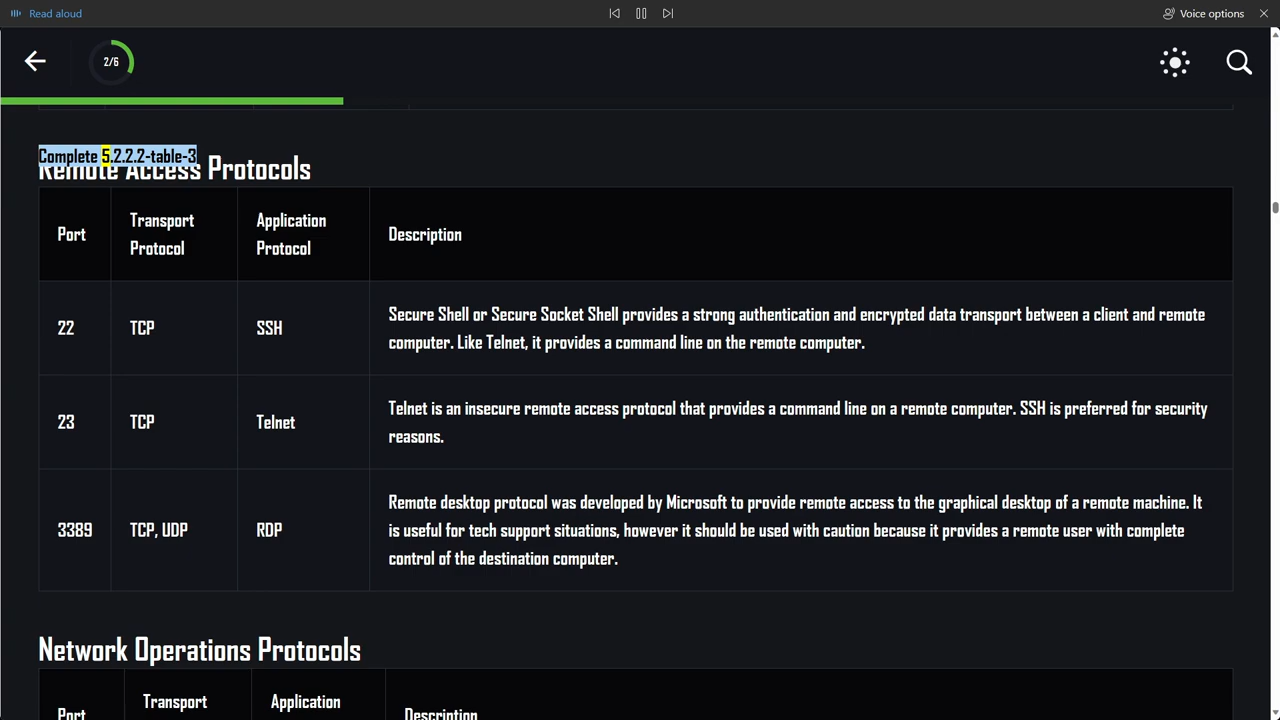 Read aloud
Voice options
2/6
Complete 5.2.2.2-table-3
Remote Access Protocols
Port
Transport
Protocol
Application
Protocol
Description
22
TCP
SSH
Secure Shell or Secure Socket Shell provides a strong authentication and encrypted data transport between a client and remote
computer. Like Telnet, it provides a command line on the remote computer.
23
TCP
Telnet
Telnet is an insecure remote access protocol that provides a command line on a remote computer. SSH is preferred for security
reasons.
3389
TCP, UDP
RDP
Remote desktop protocol was developed by Microsoft to provide remote access to the graphical desktop of a remote machine. It
is useful for tech support situations, however it should be used with caution because it provides a remote user with complete
control of the destination computer.
Network Operations Protocols
Port
Transport
Application
Description